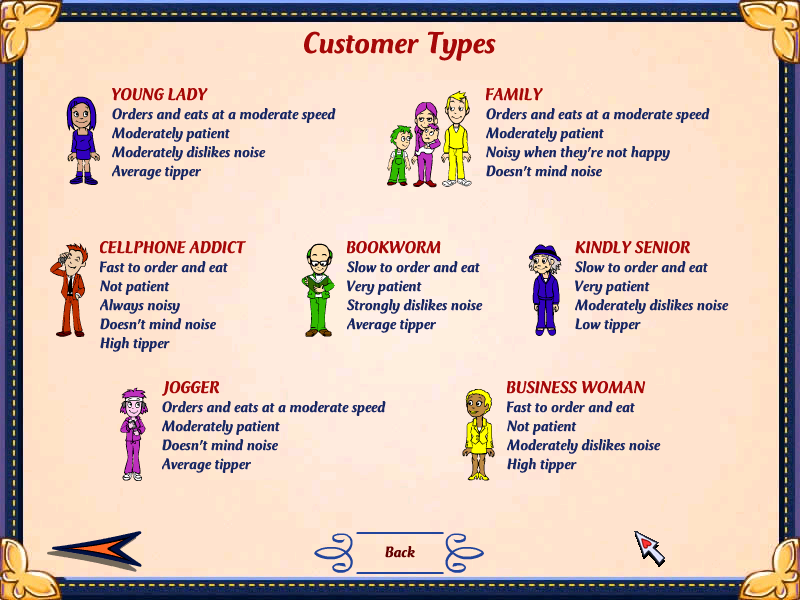 Customer Types
YOUNG LADY
Orders and eats at a moderate speed
Moderately patient
Moderately dislikes noise
Average tipper
FAMILY
Orders and eats at a moderate speed
Moderately patient
Noisy when they're not happy
Doesn't mind noise
CELLPHONE ADDICT
Fast to order and eat
Not patient
Always noisy
Doesn't mind noise
High tipper
BOOKWORM
Slow to order and eat
Very patient
Strongly dislikes noise
Average tipper
KINDLY SENIOR
Slow to order and eat
Very patient
Moderately dislikes noise
Low tipper
JOGGER
Orders and eats at a moderate speed
Moderately patient
Doesn't mind noise
Average tipper
BUSINESS WOMAN
Fast to order and eat
Not patient
Moderately dislikes noise
High tipper
Back